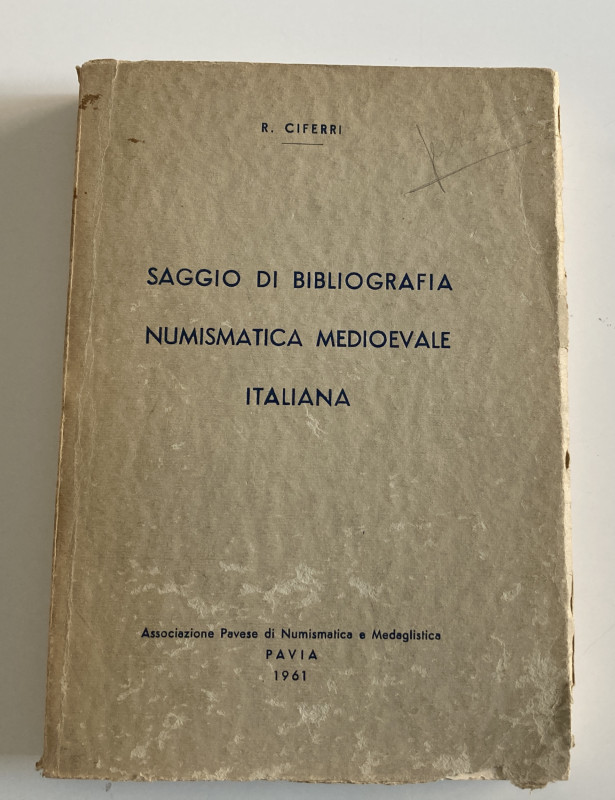 R. CIFERRI
SAGGIO DI BIBLIOGRAFIA
NUMISMATICA MEDIOEVALE
ITALIANA
Associazione Pavese di Numismatica e Medaglistica
PAVIA
1961